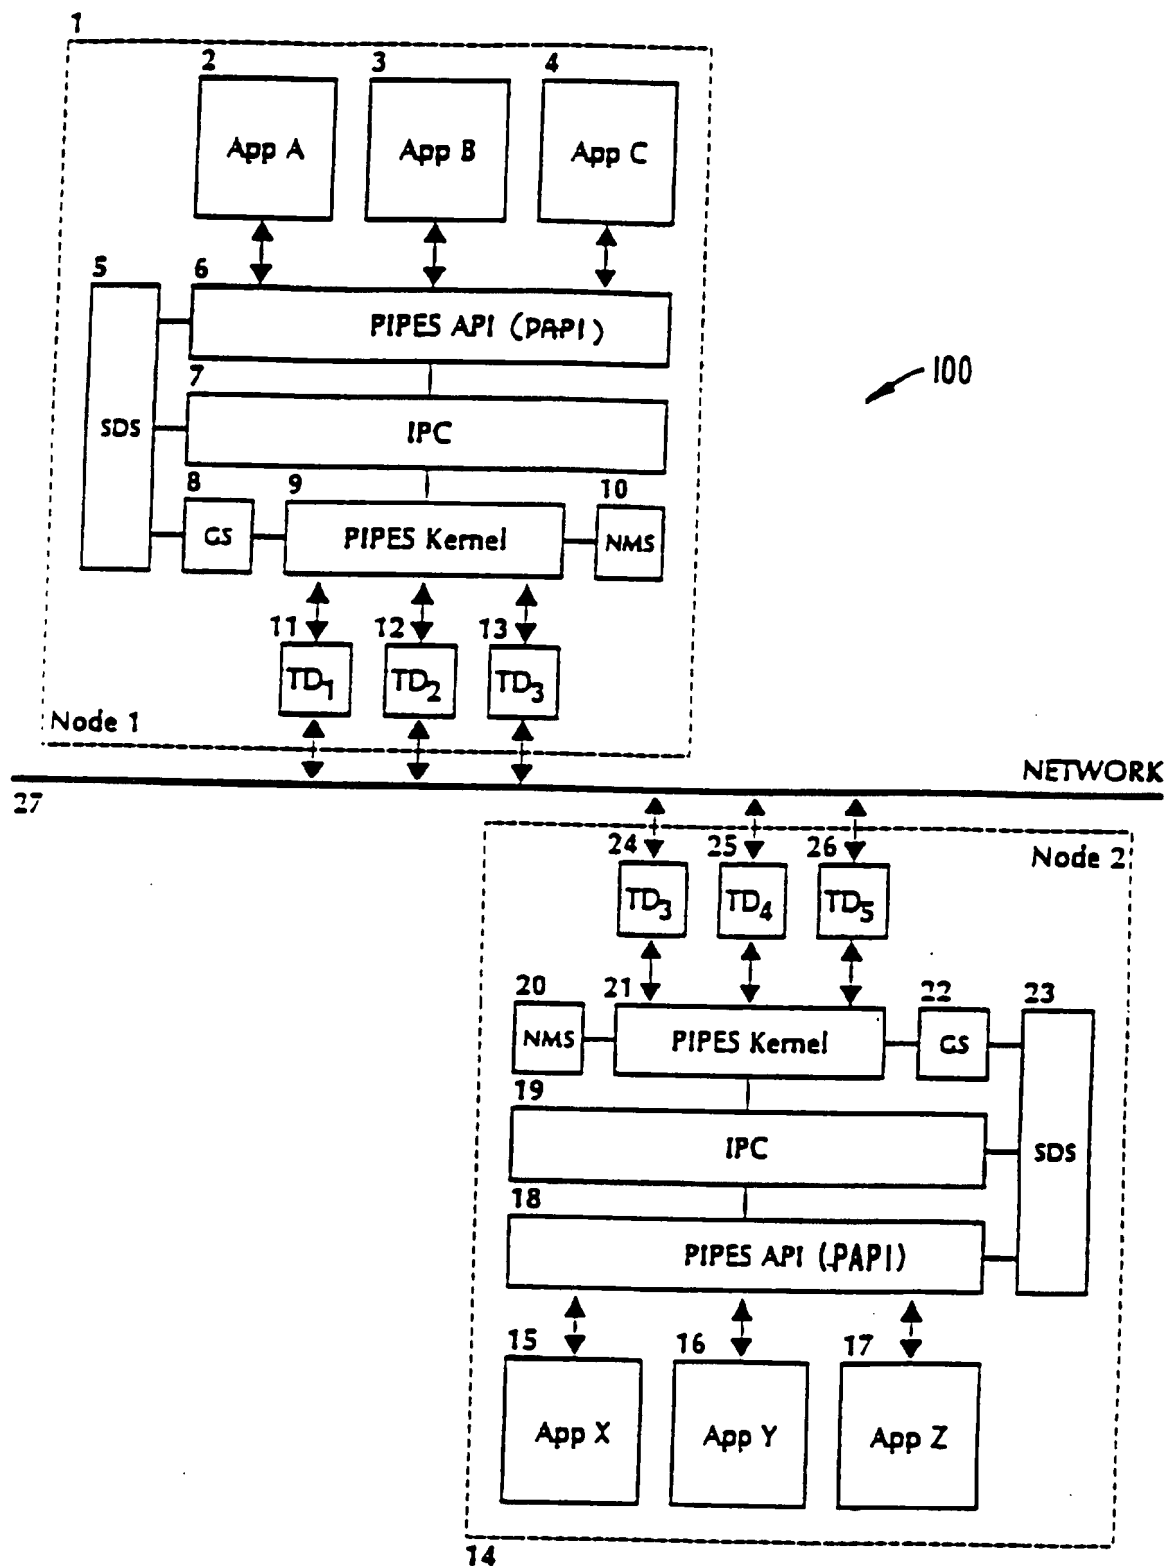 1
2 3 4
App A App B App C
5 6
PIPES API (PAPI)
7
100
SDS
IPC
8 9 10
GS PIPES Kernel NMS
11 12 13
TD1 TD2 TD3
Node 1
NETWORK
27
24 25 26
Node 2
TD3 TD4 TD5
20 21 22 23
NMS PIPES Kernel GS
19
IPC
SDS
18
PIPES API (PAPI)
15 16 17
App X App Y App Z
14